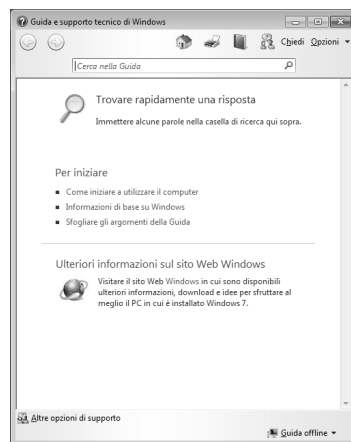 Guida e supporto tecnico di Windows
Chiedi Opzioni
Cerca nella Guida
Trovare rapidamente una risposta
Immettere alcune parole nella casella di ricerca qui sopra.
Per iniziare
Come iniziare a utilizzare il computer
Informazioni di base su Windows
Sfogliare gli argomenti della Guida
Ulteriori informazioni sul sito Web Windows
Visitare il sito Web Windows in cui sono disponibili
ulteriori informazioni, download e idee per sfruttare al
meglio il PC in cui è installato Windows 7.
Altre opzioni di supporto
Guida offline